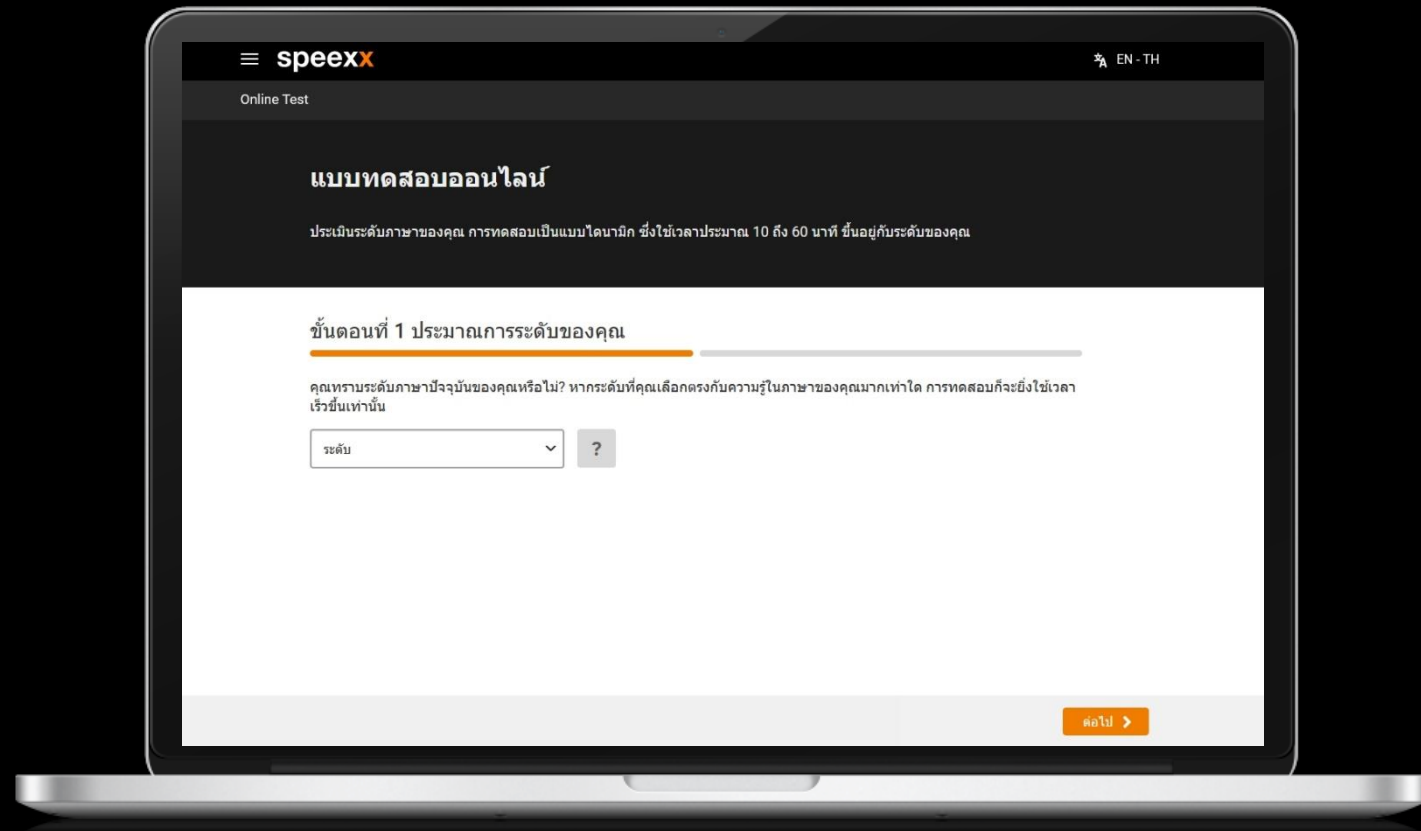 speexx
EN - TH
Online Test
แบบทดสอบออนไลน์
ประเมินระดับภาษาของคุณ การทดสอบเป็นแบบไดนามิก ซึ่งใช้เวลาประมาณ 10 ถึง 60 นาที ขึ้นอยู่กับระดับของคุณ
ขั้นตอนที่ 1 ประมาณการระดับของคุณ
คุณทราบระดับภาษาปัจจุบันของคุณหรือไม่? หากระดับที่คุณเลือกตรงกับความรู้ในภาษาของคุณมากเท่าใด การทดสอบก็จะยิ่งใช้เวลา
เร็วขึ้นเท่านั้น
ระดับ
?
ต่อไป